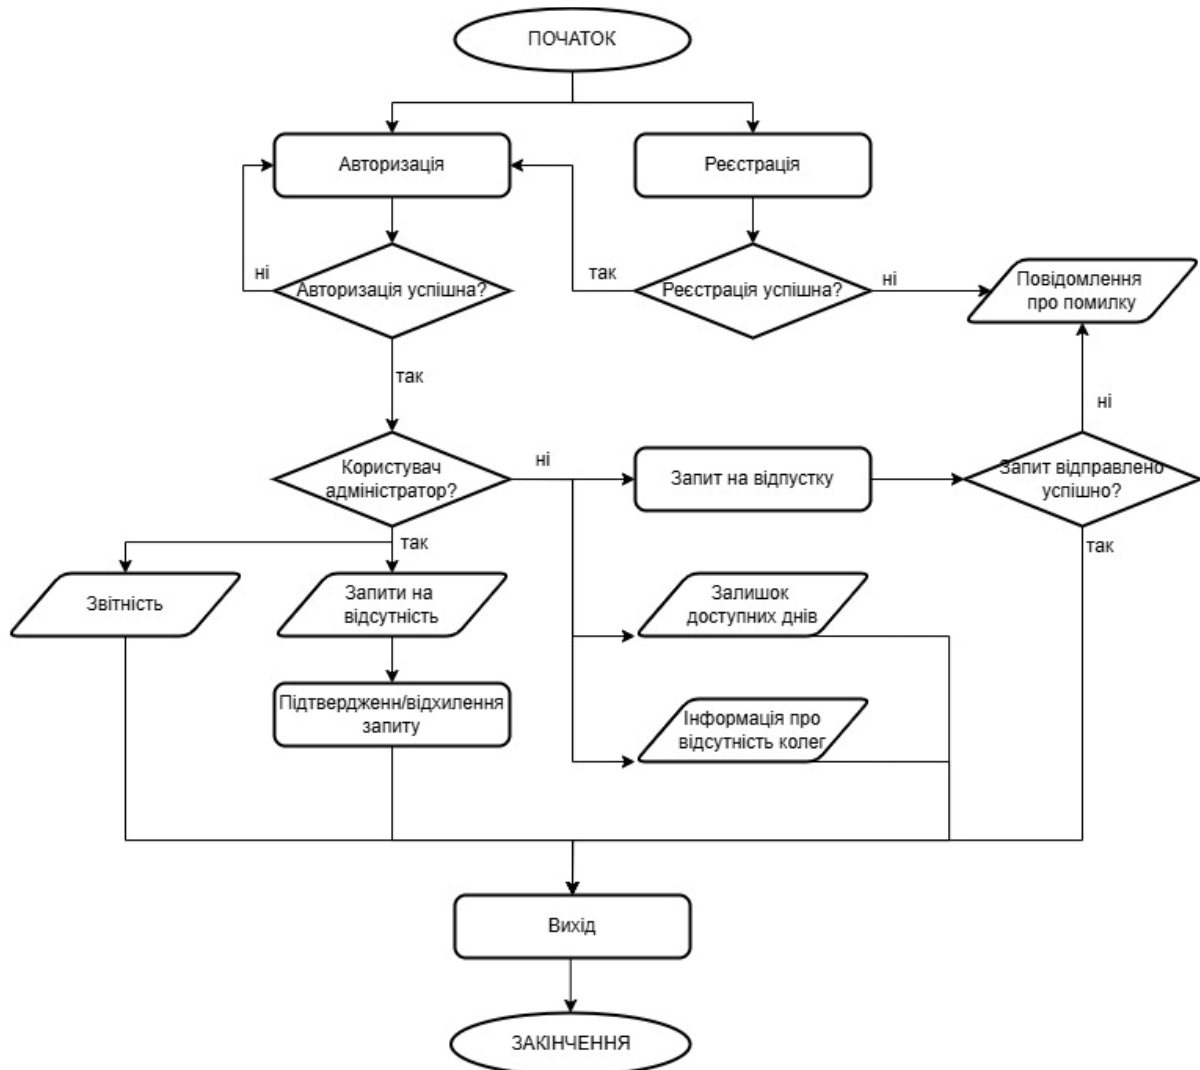 ПОЧАТОК
Авторизація
Реєстрація
ні
Авторизація успішна?
так
Реєстрація успішна?
ні
Повідомлення
про помилку
так
ні
Користувач
адміністратор?
ні
Запит на відпустку
Запит відправлено
успішно?
так
так
Звітність
Запити на
відсутність
Залишок
доступних днів
Підтвердженн/відхилення
запиту
Інформація про
відсутність колег
Вихід
ЗАКІНЧЕННЯ